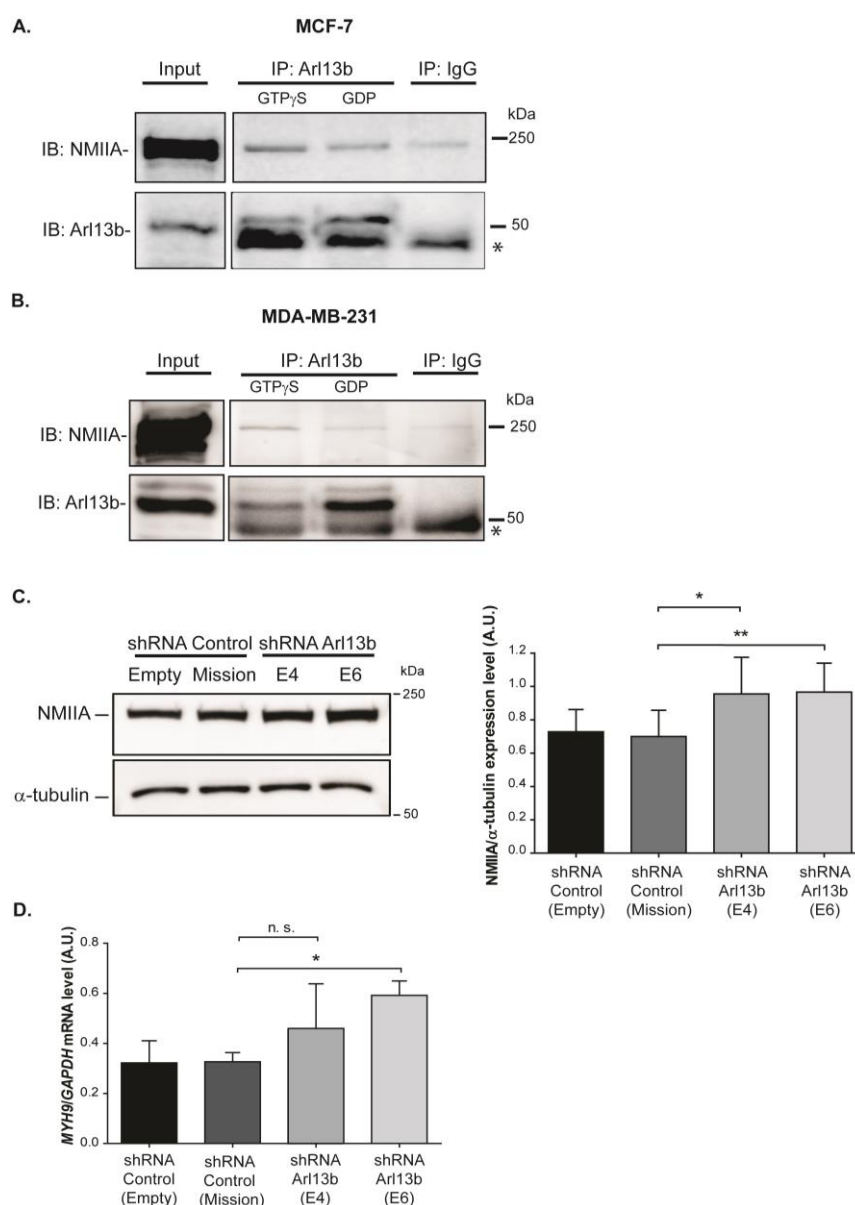 A.
MCF-7
Input IP: Arl13b IP: IgG
GTPγS GDP
kDa
IB: NMIIA- 250
IB: Arl13b- 50
*
B.
MDA-MB-231
Input IP: Arl13b IP: IgG
GTPγS GDP
kDa
IB: NMIIA- 250
IB: Arl13b- 50
*
C.
shRNA Control shRNA Arl13b
Empty Mission E4 E6
kDa
NMIIA 250
α-tubulin
50
*
**
NMIIA/α-tubulin expression level (A.U.)
1.2
1.0
0.8
0.6
0.4
0.2
0.0
shRNA Control (Empty)
shRNA Control (Mission)
shRNA Arl13b (E4)
shRNA Arl13b (E6)
D.
n. s.
*
MYH9/GAPDH mRNA level (A.U.)
0.8
0.6
0.4
0.2
0.0
shRNA Control (Empty)
shRNA Control (Mission)
shRNA Arl13b (E4)
shRNA Arl13b (E6)